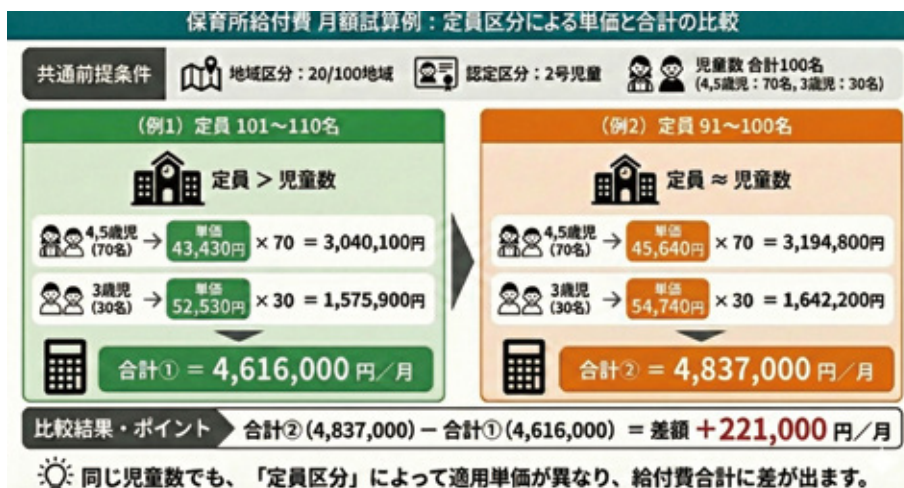 保育所給付費 月額試算例：定員区分による単価と合計の比較
共通前提条件
地域区分：20/100地域
認定区分：2号児童
児童数 合計100名
(4,5歳児：70名, 3歳児：30名)
（例1）定員 101～110名
定員 > 児童数
4,5歳児
(70名)
→
単価
43,430円
× 70 = 3,040,100円
3歳児
(30名)
→
単価
52,530円
× 30 = 1,575,900円
合計① = 4,616,000 円／月
（例2）定員 91～100名
定員 ≈ 児童数
4,5歳児
(70名)
→
単価
45,640円
× 70 = 3,194,800円
3歳児
(30名)
→
単価
54,740円
× 30 = 1,642,200円
合計② = 4,837,000 円／月
比較結果・ポイント
合計②(4,837,000) − 合計①(4,616,000) = 差額 +221,000 円／月
同じ児童数でも、「定員区分」によって適用単価が異なり、給付費合計に差が出ます。